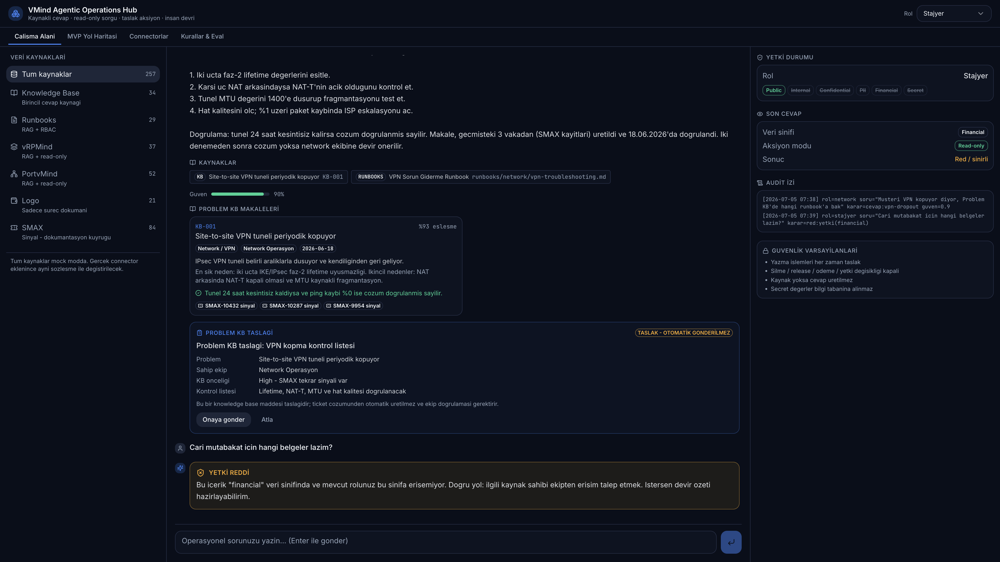 VMind Agentic Operations Hub
Kaynakli cevap · read-only sorgu · taslak aksiyon · insan devri
Rol
Stajyer
Calisma Alani
MVP Yol Haritasi
Connectorlar
Kurallar & Eval
VERİ KAYNAKLARİ
Tum kaynaklar 257
Knowledge Base 34
Birincil cevap kaynagi
Runbooks 29
RAG + RBAC
vRPMind 37
RAG + read-only
PortvMind 52
RAG + read-only
Logo 21
Sadece surec dokumani
SMAX 84
Sinyal - dokumantasyon kuyrugu
Tum kaynaklar mock modda. Gercek connector
eklenince ayni sozlesme ile degistirilecek.
1. Iki ucta faz-2 lifetime degerlerini esitle.
2. Karsi uc NAT arkasindaysa NAT-T'nin acik oldugunu kontrol et.
3. Tunel MTU degerini 1400'e dusurup fragmantasyonu test et.
4. Hat kalitesini olc; %1 uzeri paket kaybinda ISP eskalasyonu ac.
Dogrulama: tunel 24 saat kesintisiz kalirsa cozum dogrulanmis sayilir. Makale, gecmisteki 3 vakadan (SMAX kayitlari) uretildi ve 18.06.2026'da dogrulandi. Iki
denemeden sonra cozum yoksa network ekibine devir onerilir.
KAYNAKLAR
KB Site-to-site VPN tuneli periyodik kopuyor KB-001
RUNBOOKS VPN Sorun Giderme Runbook runbooks/network/vpn-troubleshooting.md
Guven 90%
PROBLEM KB MAKALELERİ
KB-001 %93 eslesme
Site-to-site VPN tuneli periyodik kopuyor
Network / VPN Network Operasyon 2026-06-18
IPsec VPN tuneli belirli araliklarla dusuyor ve kendiliginden geri geliyor.
En sik neden: iki ucta IKE/IPsec faz-2 lifetime uyusmazligi. Ikincil nedenler: NAT
arkasinda NAT-T kapali olmasi ve MTU kaynakli fragmantasyon.
Tunel 24 saat kesintisiz kaldiysa ve ping kaybi %0 ise cozum dogrulanmis sayilir.
SMAX-10432 sinyal SMAX-10287 sinyal SMAX-9954 sinyal
PROBLEM KB TASLAGİ
TASLAK - OTOMATİK GONDERİLMEZ
Problem KB taslagi: VPN kopma kontrol listesi
Problem Site-to-site VPN tuneli periyodik kopuyor
Sahip ekip Network Operasyon
KB onceligi High - SMAX tekrar sinyali var
Kontrol listesi Lifetime, NAT-T, MTU ve hat kalitesi dogrulanacak
Bu bir knowledge base maddesi taslagidir; ticket cozumunden otomatik uretilmez ve ekip dogrulamasi gerektirir.
Onaya gonder Atla
Cari mutabakat icin hangi belgeler lazim?
YETKİ REDDİ
Bu icerik "financial" veri sinifinda ve mevcut rolunuz bu sinifa erisemiyor. Dogru yol: ilgili kaynak sahibi ekipten erisim talep etmek. Istersen devir ozeti
hazirlayabilirim.
Operasyonel sorunuzu yazin... (Enter ile gonder)
YETKİ DURUMU
Rol Stajyer
Public Internal Confidential PII Financial Secret
SON CEVAP
Veri sinifi Financial
Aksiyon modu Read-only
Sonuc Red / sinirli
AUDİT İZİ
[2026-07-05 07:38] rol=network soru="Musteri VPN kopuyor diyor, Problem
KB'de hangi runbook'a bak" karar=cevap:vpn-dropout guven=0.9
[2026-07-05 07:39] rol=stajyer soru="Cari mutabakat icin hangi belgeler
lazim?" karar=red:yetki(financial)
GUVENLİK VARSAYİLANLARİ
• Yazma islemleri her zaman taslak
• Silme / release / odeme / yetki degisikligi kapali
• Kaynak yoksa cevap uretilmez
• Secret degerler bilgi tabanina alinmaz